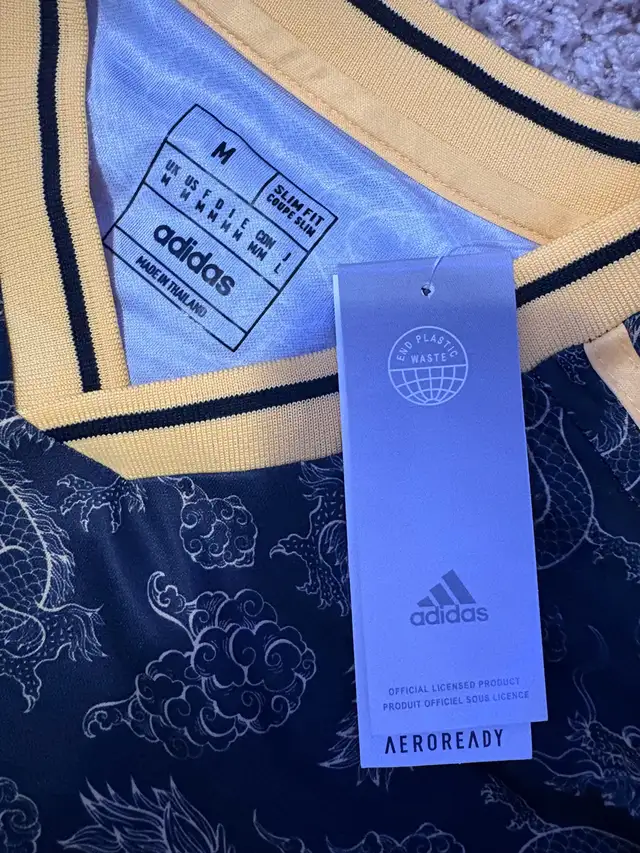 M
SLIM FIT
COUPE SLIM
UK US F D I E CDN J
M M M M M M M/M L
adidas
MADE IN THAILAND
END PLASTIC
WASTE
adidas
OFFICIAL LICENSED PRODUCT
PRODUIT OFFICIEL SOUS LICENCE
AEROREADY